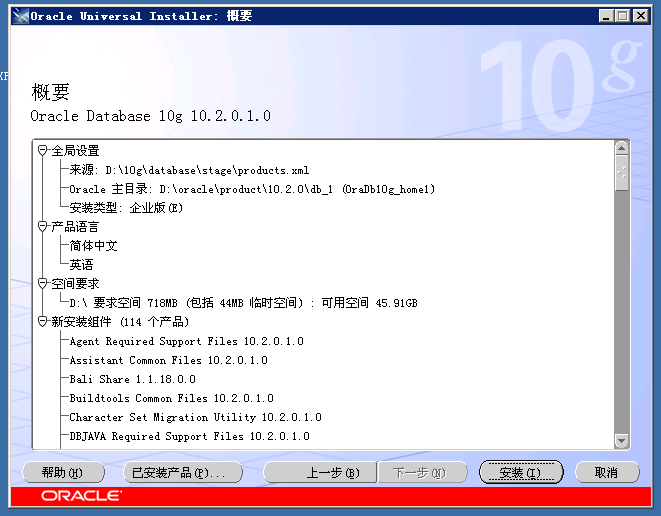 Oracle Universal Installer: 概要
10g
概要
Oracle Database 10g 10.2.0.1.0
全局设置
来源: D:\10g\database\stage\products.xml
Oracle 主目录: D:\oracle\product\10.2.0\db_1 (OraDb10g_home1)
安装类型: 企业版(E)
产品语言
简体中文
英语
空间要求
D:\ 要求空间 718MB (包括 44MB 临时空间) : 可用空间 45.91GB
新安装组件 (114 个产品)
Agent Required Support Files 10.2.0.1.0
Assistant Common Files 10.2.0.1.0
Bali Share 1.1.18.0.0
Buildtools Common Files 10.2.0.1.0
Character Set Migration Utility 10.2.0.1.0
DBJAVA Required Support Files 10.2.0.1.0
帮助(H) 已安装产品(P)... 上一步(B) 下一步(N) 安装(I) 取消
ORACLE